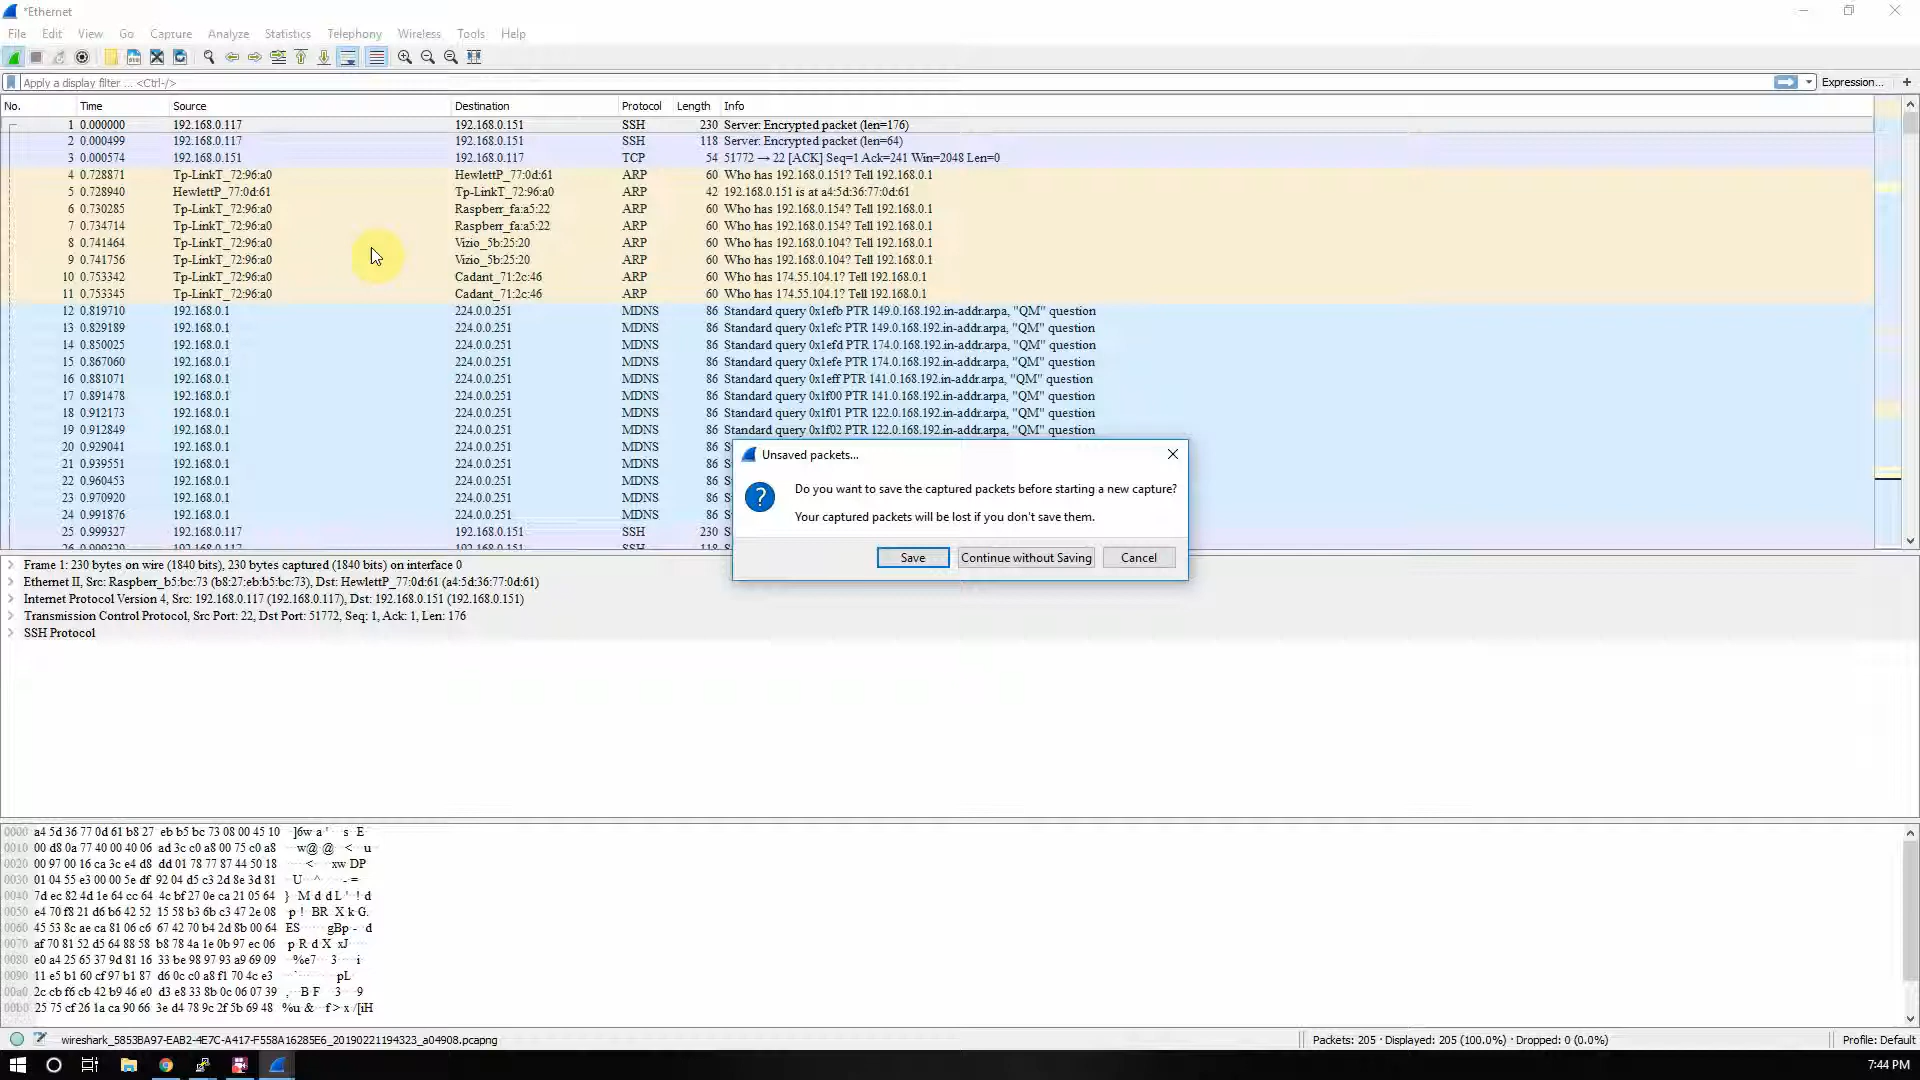 *Ethernet
File Edit View Go Capture Analyze Statistics Telephony Wireless Tools Help
Apply a display filter ... <Ctrl-/> Expression... +
No. Time Source Destination Protocol Length Info
1 0.000000 192.168.0.117 192.168.0.151 SSH 230 Server: Encrypted packet (len=176)
2 0.000499 192.168.0.117 192.168.0.151 SSH 118 Server: Encrypted packet (len=64)
3 0.000574 192.168.0.151 192.168.0.117 TCP 54 51772 → 22 [ACK] Seq=1 Ack=241 Win=2048 Len=0
4 0.728871 Tp-LinkT_72:96:a0 HewlettP_77:0d:61 ARP 60 Who has 192.168.0.151? Tell 192.168.0.1
5 0.728940 HewlettP_77:0d:61 Tp-LinkT_72:96:a0 ARP 42 192.168.0.151 is at a4:5d:36:77:0d:61
6 0.730285 Tp-LinkT_72:96:a0 Raspberr_fa:a5:22 ARP 60 Who has 192.168.0.154? Tell 192.168.0.1
7 0.734714 Tp-LinkT_72:96:a0 Raspberr_fa:a5:22 ARP 60 Who has 192.168.0.154? Tell 192.168.0.1
8 0.741464 Tp-LinkT_72:96:a0 Vizio_5b:25:20 ARP 60 Who has 192.168.0.104? Tell 192.168.0.1
9 0.741756 Tp-LinkT_72:96:a0 Vizio_5b:25:20 ARP 60 Who has 192.168.0.104? Tell 192.168.0.1
10 0.753342 Tp-LinkT_72:96:a0 Cadant_71:2c:46 ARP 60 Who has 174.55.104.1? Tell 192.168.0.1
11 0.753345 Tp-LinkT_72:96:a0 Cadant_71:2c:46 ARP 60 Who has 174.55.104.1? Tell 192.168.0.1
12 0.819710 192.168.0.1 224.0.0.251 MDNS 86 Standard query 0x1efb PTR 149.0.168.192.in-addr.arpa, "QM" question
13 0.829189 192.168.0.1 224.0.0.251 MDNS 86 Standard query 0x1efc PTR 149.0.168.192.in-addr.arpa, "QM" question
14 0.850025 192.168.0.1 224.0.0.251 MDNS 86 Standard query 0x1efd PTR 174.0.168.192.in-addr.arpa, "QM" question
15 0.867060 192.168.0.1 224.0.0.251 MDNS 86 Standard query 0x1efe PTR 174.0.168.192.in-addr.arpa, "QM" question
16 0.881071 192.168.0.1 224.0.0.251 MDNS 86 Standard query 0x1eff PTR 141.0.168.192.in-addr.arpa, "QM" question
17 0.891478 192.168.0.1 224.0.0.251 MDNS 86 Standard query 0x1f00 PTR 141.0.168.192.in-addr.arpa, "QM" question
18 0.912173 192.168.0.1 224.0.0.251 MDNS 86 Standard query 0x1f01 PTR 122.0.168.192.in-addr.arpa, "QM" question
19 0.912849 192.168.0.1 224.0.0.251 MDNS 86 Standard query 0x1f02 PTR 122.0.168.192.in-addr.arpa, "QM" question
20 0.929041 192.168.0.1 224.0.0.251 MDNS 86 S
21 0.939551 192.168.0.1 224.0.0.251 MDNS 86 S
22 0.960453 192.168.0.1 224.0.0.251 MDNS 86 S
23 0.970920 192.168.0.1 224.0.0.251 MDNS 86 S
24 0.991876 192.168.0.1 224.0.0.251 MDNS 86 S
25 0.999327 192.168.0.117 192.168.0.151 SSH 230 S
26 0.999329 192.168.0.117 192.168.0.151 SSH 118 S
Unsaved packets...
Do you want to save the captured packets before starting a new capture?
Your captured packets will be lost if you don't save them.
Save Continue without Saving Cancel
Frame 1: 230 bytes on wire (1840 bits), 230 bytes captured (1840 bits) on interface 0
Ethernet II, Src: Raspberr_b5:bc:73 (b8:27:eb:b5:bc:73), Dst: HewlettP_77:0d:61 (a4:5d:36:77:0d:61)
Internet Protocol Version 4, Src: 192.168.0.117 (192.168.0.117), Dst: 192.168.0.151 (192.168.0.151)
Transmission Control Protocol, Src Port: 22, Dst Port: 51772, Seq: 1, Ack: 1, Len: 176
SSH Protocol
0000 a4 5d 36 77 0d 61 b8 27 eb b5 bc 73 08 00 45 10 ]6w a ' s E
0010 00 d8 0a 77 40 00 40 06 ad 3c c0 a8 00 75 c0 a8 w@ @ < u
0020 00 97 00 16 ca 3c e4 d8 dd 01 78 77 87 44 50 18 < xw DP
0030 01 04 55 e3 00 00 5e df 92 04 d5 c3 2d 8e 3d 81 U ^ - =
0040 7d ec 82 4d 1e 64 cc 64 4c bf 27 0e ca 21 05 64 } M d d L ' ! d
0050 e4 70 f8 21 d6 b6 42 52 15 58 b3 6b c3 47 2e 08 p ! BR X k G.
0060 45 53 8c ae ca 81 06 c6 67 42 70 b4 2d 8b 00 64 ES gBp - d
0070 af 70 81 52 d5 64 88 58 b8 78 4a 1e 0b 97 ec 06 p R d X xJ
0080 e0 a4 25 65 37 9d 81 16 33 be 98 97 93 a9 69 09 %e7 3 i
0090 11 e5 b1 60 cf 97 b1 87 d6 0c c0 a8 f1 70 4c e3 ` pL
00a0 2c cb f6 cb 42 b9 46 e0 d3 e8 33 8b 0c 06 07 39 , B F 3 9
00b0 25 75 cf 26 1a ca 90 66 3e d4 78 9c 2f 5b 69 48 %u & f > x /[iH
wireshark_5853BA97-EAB2-4E7C-A417-F558A16285E6_20190221194323_a04908.pcapng Packets: 205 · Displayed: 205 (100.0%) · Dropped: 0 (0.0%) Profile: Default
7:44 PM